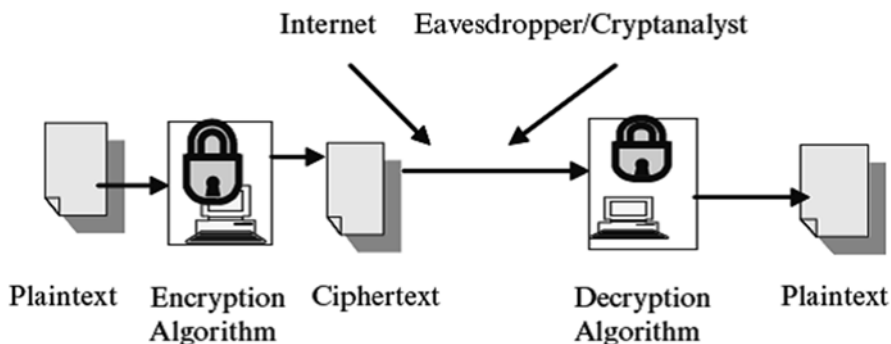 Internet Eavesdropper/Cryptanalyst
Plaintext Encryption Algorithm Ciphertext Decryption Algorithm Plaintext